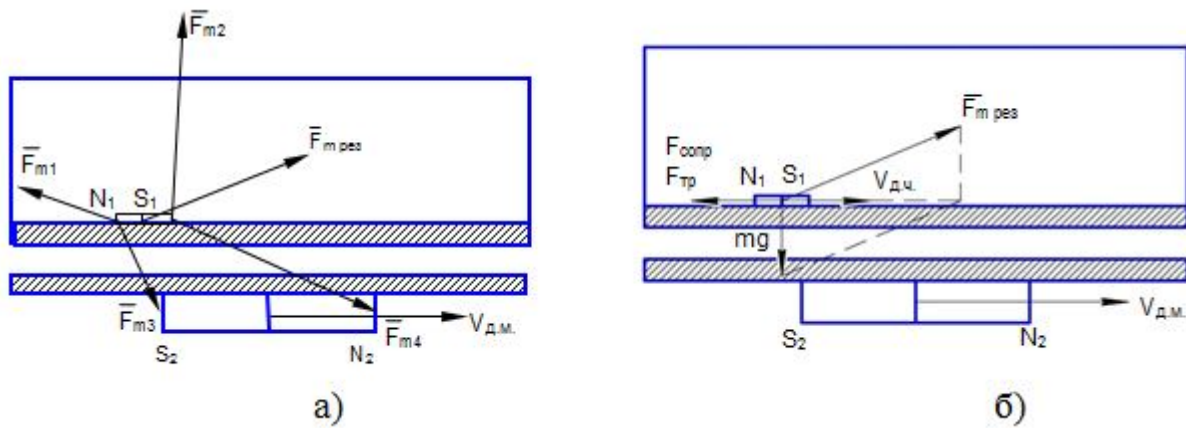 F̅m2
F̅m1
F̅m рез
N1 S1
F̅m3
F̅m4
Vд.м.
S2
N2
а)
F̅m рез
Fсопр
Fтр
N1 S1
Vд.ч.
mg
Vд.м.
S2
N2
б)